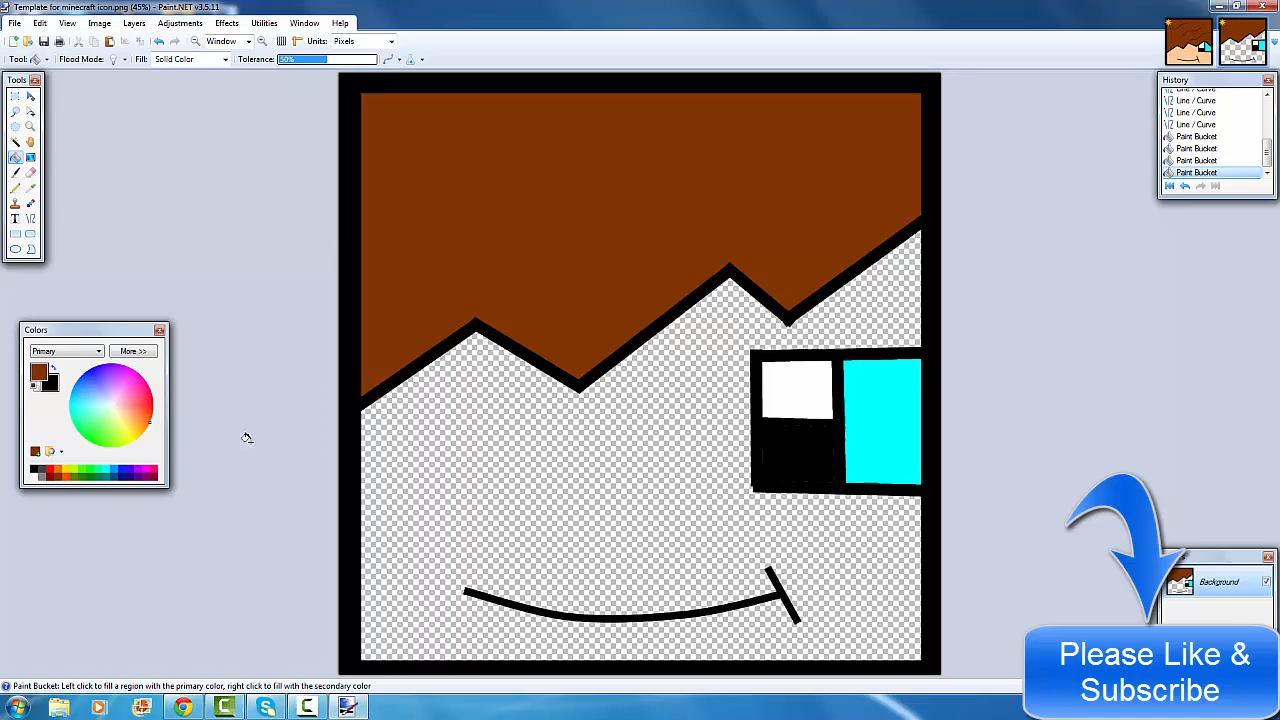 Template for minecraft icon.png (45%) - Paint.NET v3.5.11
File Edit View Image Layers Adjustments Effects Utilities Window Help
Window Units: Pixels
Tool: Flood Mode: Fill: Solid Color Tolerance: 50%
Tools
History
Line / Curve
Line / Curve
Line / Curve
Line / Curve
Paint Bucket
Paint Bucket
Paint Bucket
Paint Bucket
Colors
Primary More >>
Background
Please Like &
Subscribe
Paint Bucket: Left click to fill a region with the primary color, right click to fill with the secondary color